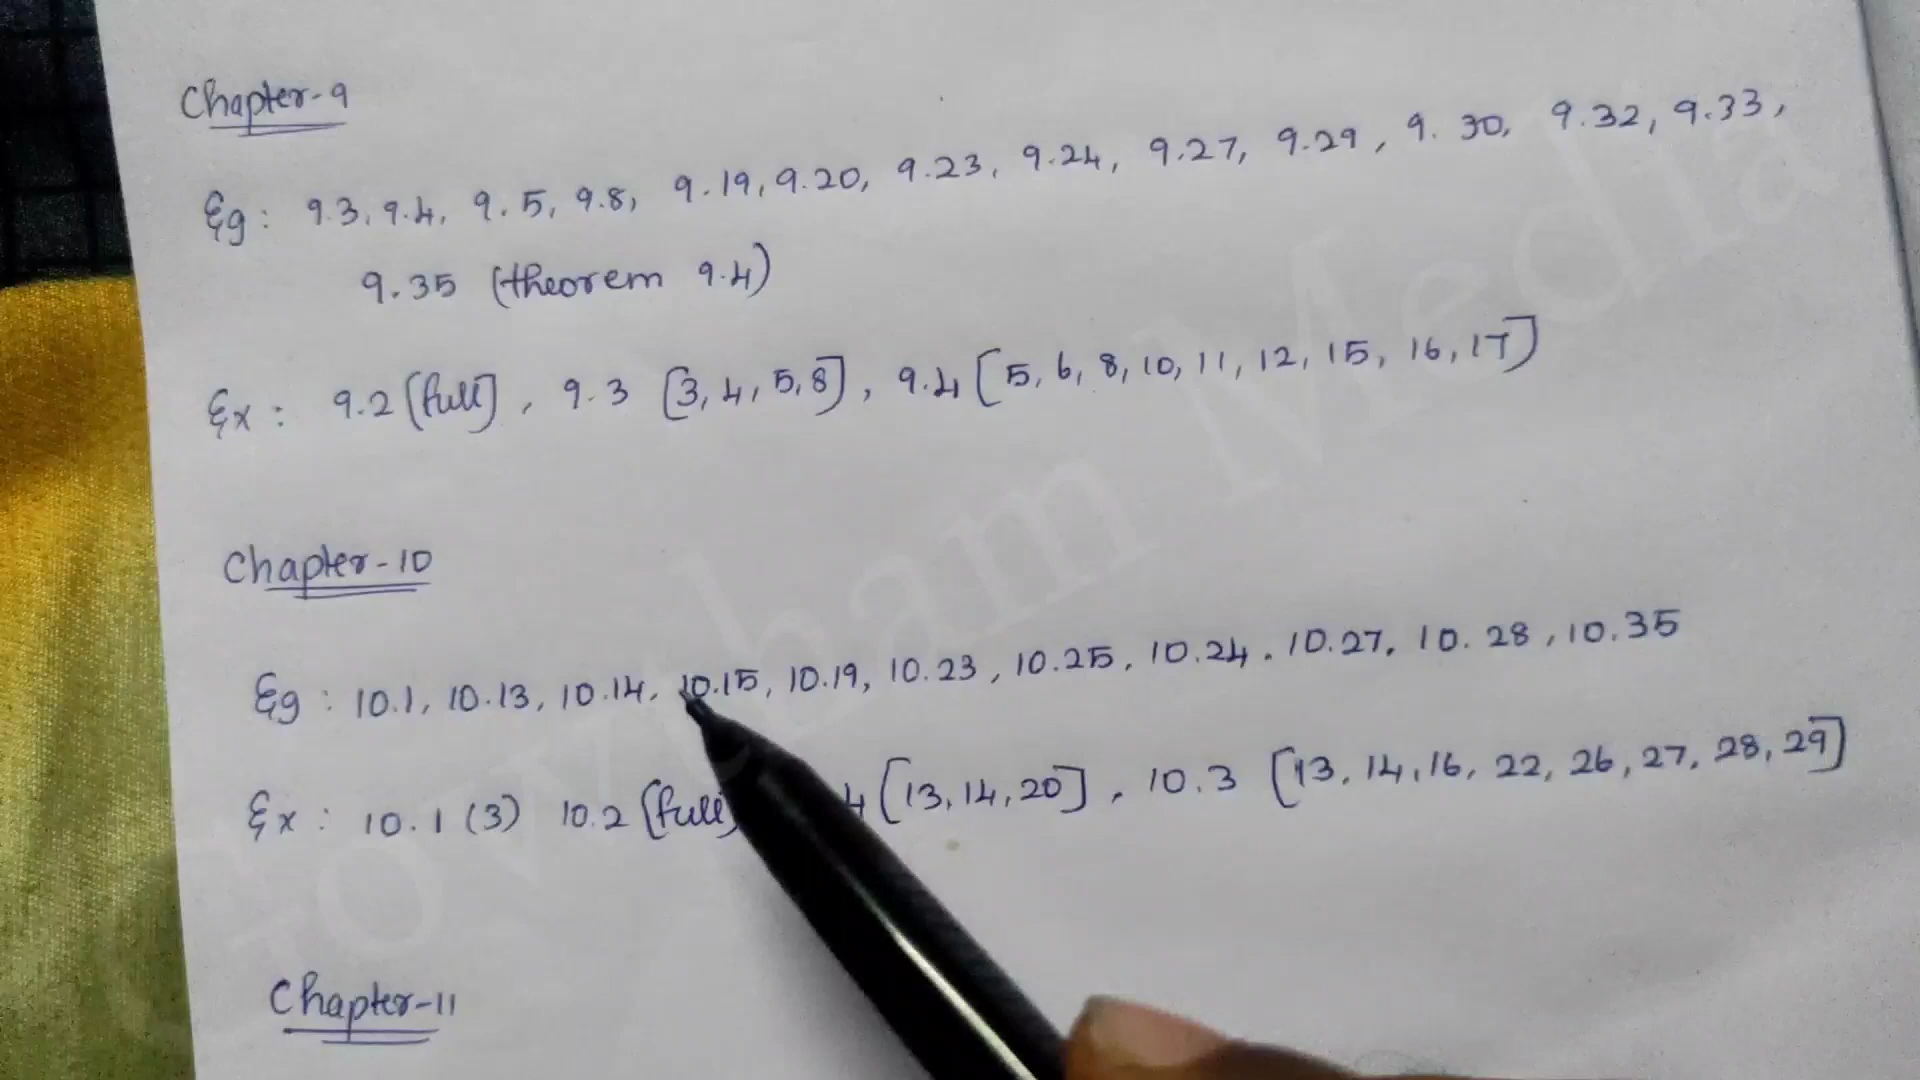 Chapter-9
Eg : 9.3, 9.4, 9.5, 9.8, 9.19, 9.20, 9.23, 9.24, 9.27, 9.29, 9.30, 9.32, 9.33,
9.35 (theorem 9.4)
Ex : 9.2 [full], 9.3 [3, 4, 5, 8], 9.4 [5, 6, 8, 10, 11, 12, 15, 16, 17]
Chapter-10
Eg : 10.1, 10.13, 10.14, 10.15, 10.19, 10.23, 10.25, 10.24. 10.27. 10.28, 10.35
Ex : 10.1 (3) 10.2 [full] 4 [13, 14, 20], 10.3 [13, 14, 16, 22, 26, 27, 28, 29]
Chapter-11
Gowtham Media